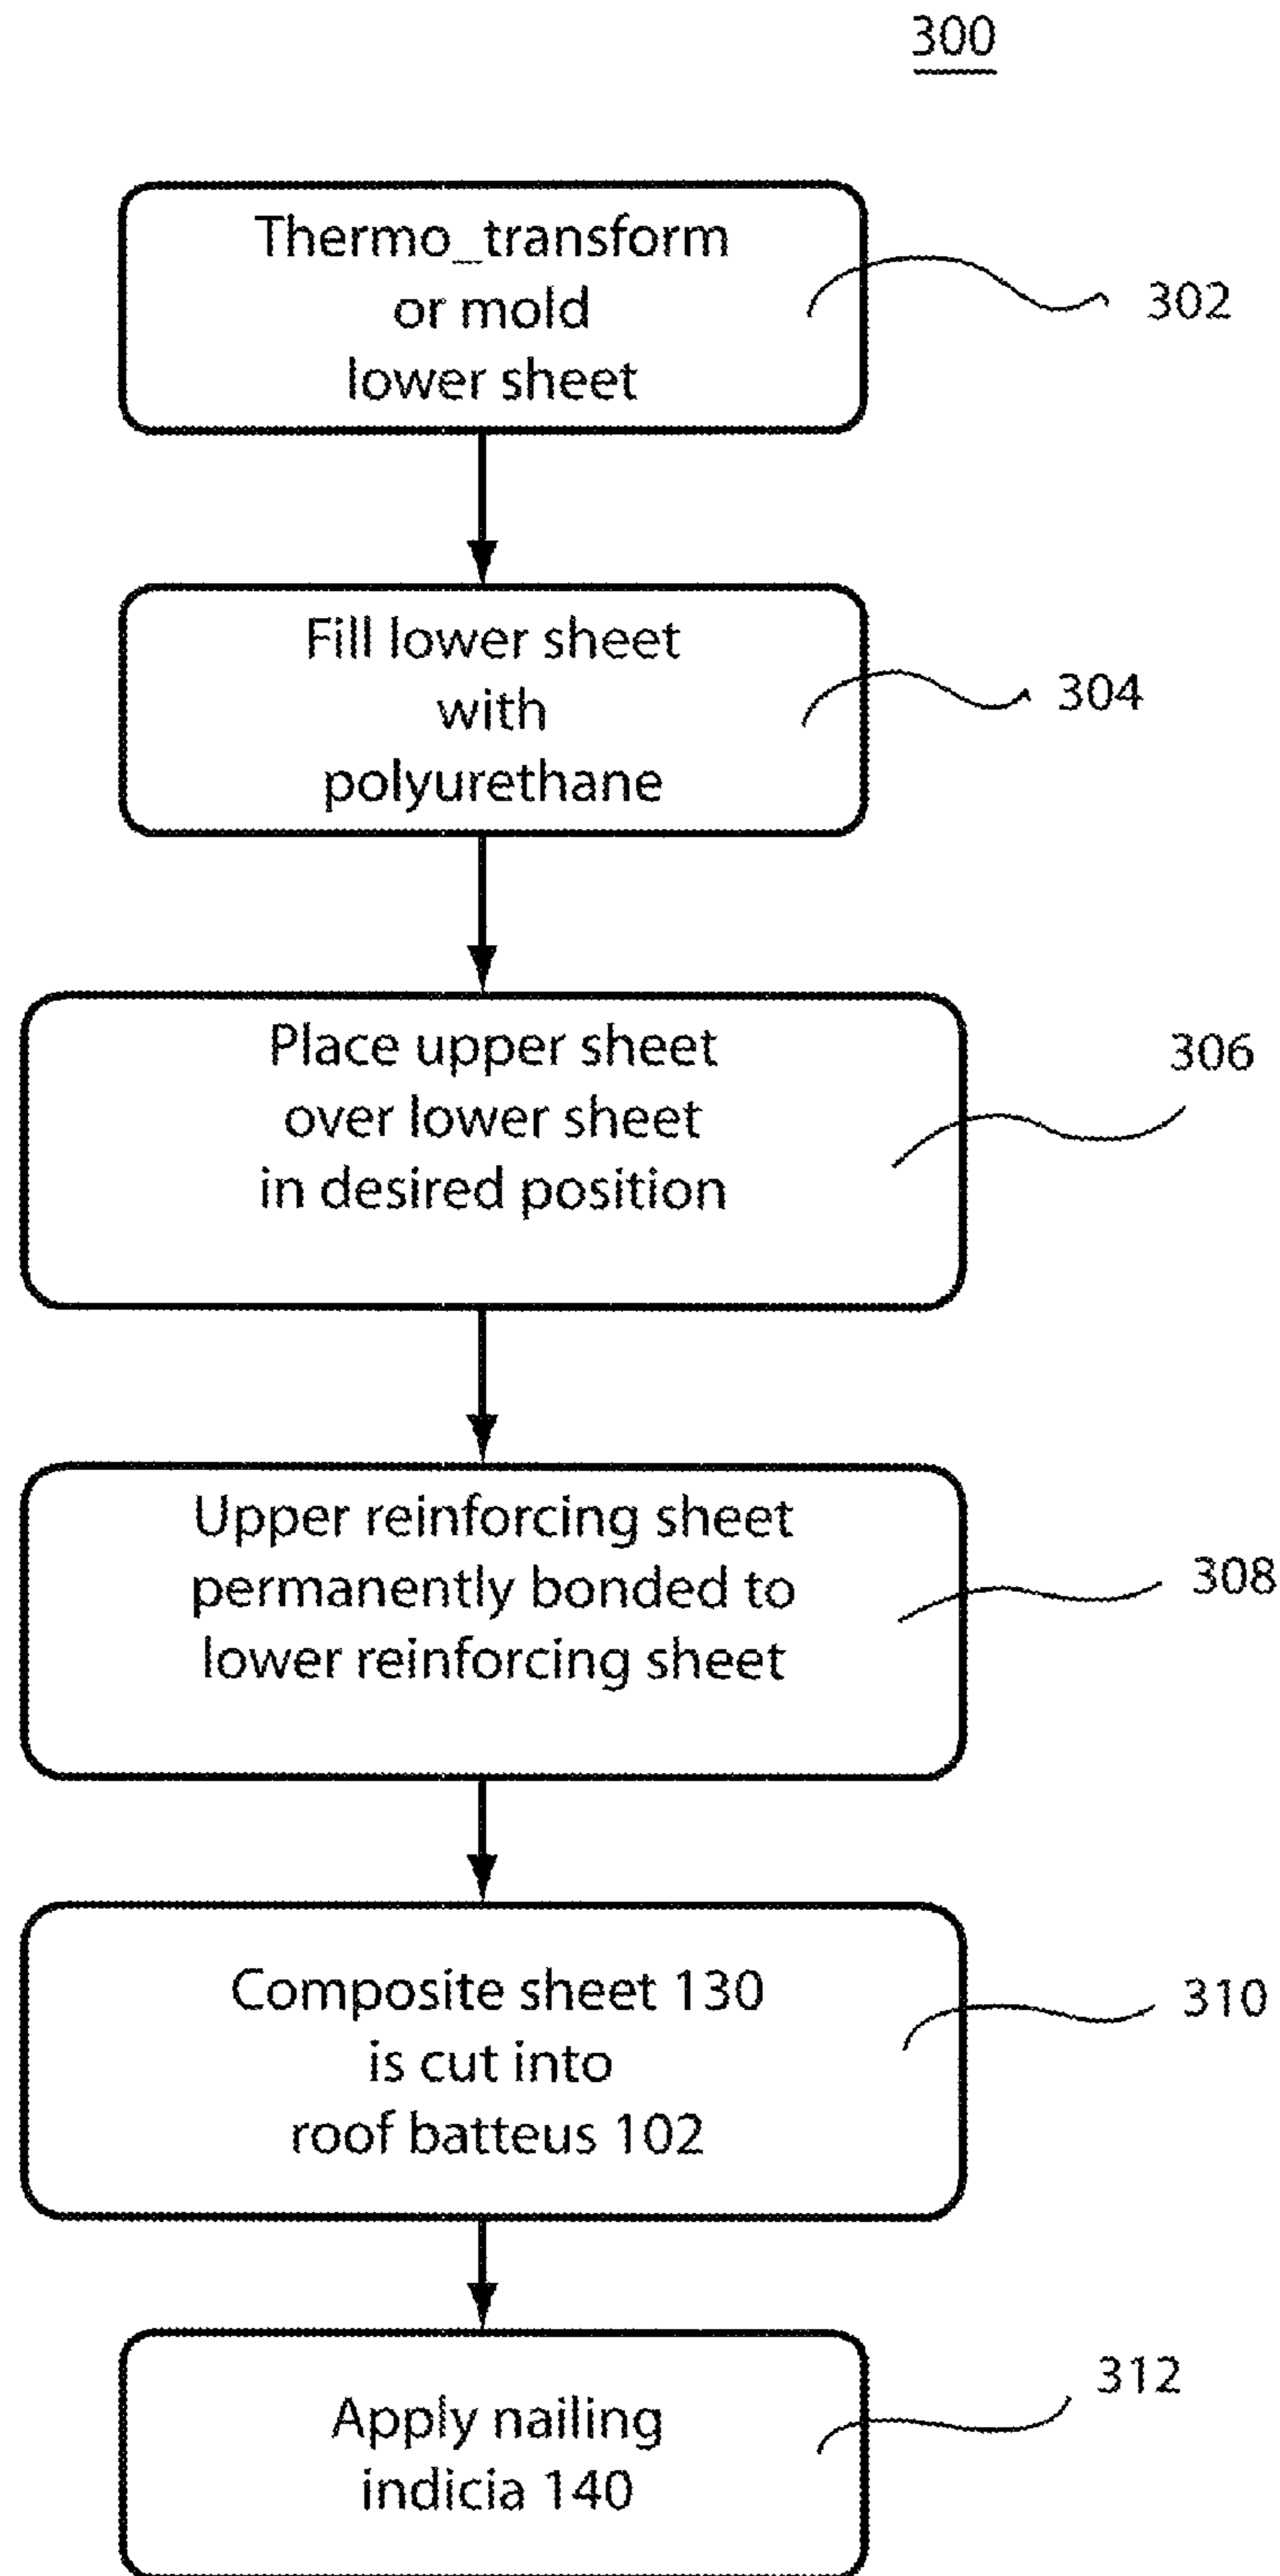 300
Thermo_transform
or mold
lower sheet
302
Fill lower sheet
with
polyurethane
304
Place upper sheet
over lower sheet
in desired position
306
Upper reinforcing sheet
permanently bonded to
lower reinforcing sheet
308
Composite sheet 130
is cut into
roof batteus 102
310
Apply nailing
indicia 140
312